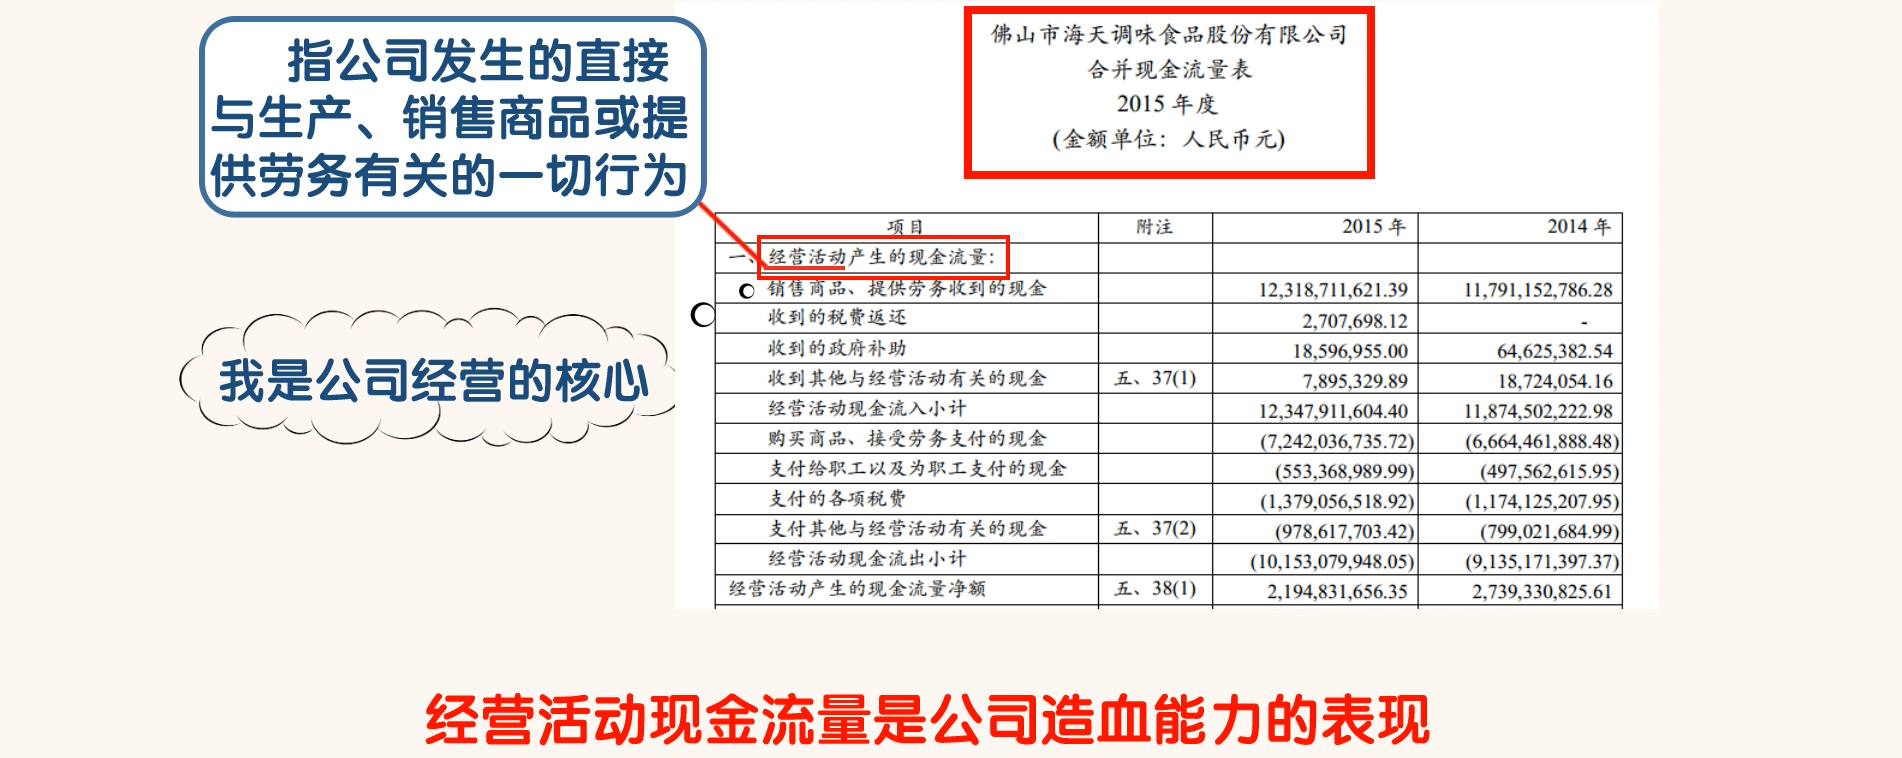 指公司发生的直接
与生产、销售商品或提
供劳务有关的一切行为
我是公司经营的核心
佛山市海天调味食品股份有限公司
合并现金流量表
2015 年度
(金额单位：人民币元)
项目 附注 2015 年 2014 年
一、经营活动产生的现金流量：
销售商品、提供劳务收到的现金 12,318,711,621.39 11,791,152,786.28
收到的税费返还 2,707,698.12 -
收到的政府补助 18,596,955.00 64,625,382.54
收到其他与经营活动有关的现金 五、37(1) 7,895,329.89 18,724,054.16
经营活动现金流入小计 12,347,911,604.40 11,874,502,222.98
购买商品、接受劳务支付的现金 (7,242,036,735.72) (6,664,461,888.48)
支付给职工以及为职工支付的现金 (553,368,989.99) (497,562,615.95)
支付的各项税费 (1,379,056,518.92) (1,174,125,207.95)
支付其他与经营活动有关的现金 五、37(2) (978,617,703.42) (799,021,684.99)
经营活动现金流出小计 (10,153,079,948.05) (9,135,171,397.37)
经营活动产生的现金流量净额 五、38(1) 2,194,831,656.35 2,739,330,825.61
经营活动现金流量是公司造血能力的表现